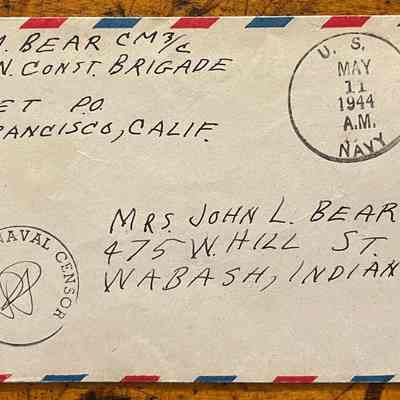 M. BEAR CM3/C
N. CONST. BRIGADE
ET P.O.
FRANCISCO, CALIF.
U. S.
MAY
11
1944
A.M.
NAVY
MRS. JOHN L. BEAR
475 W. HILL ST.
WABASH, INDIAN
NAVAL CENSOR